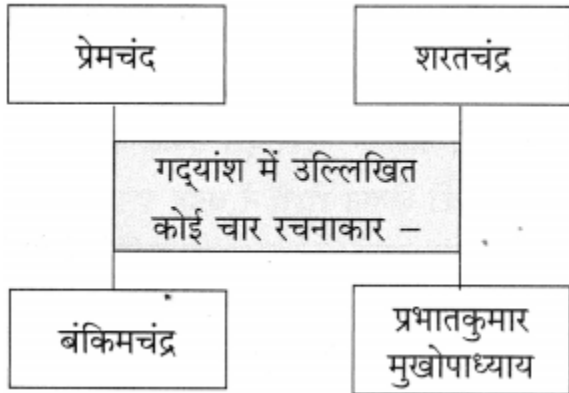 प्रेमचंद
शरतचंद्र
गद्‌यांश में उल्लिखित
कोई चार रचनाकार –
बंकिमचंद्र
प्रभातकुमार
मुखोपाध्याय